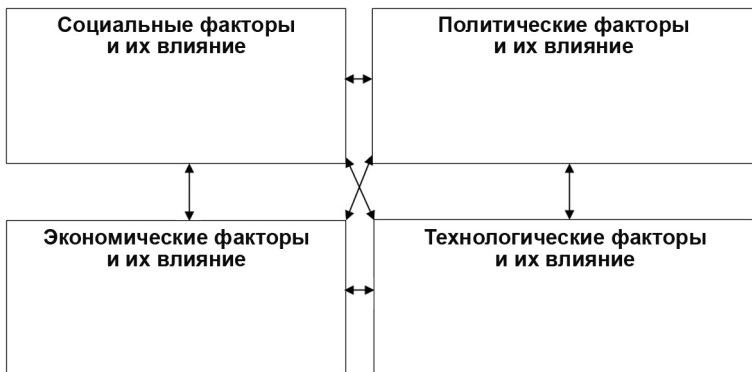 Социальные факторы
и их влияние
Политические факторы
и их влияние
Экономические факторы
и их влияние
Технологические факторы
и их влияние